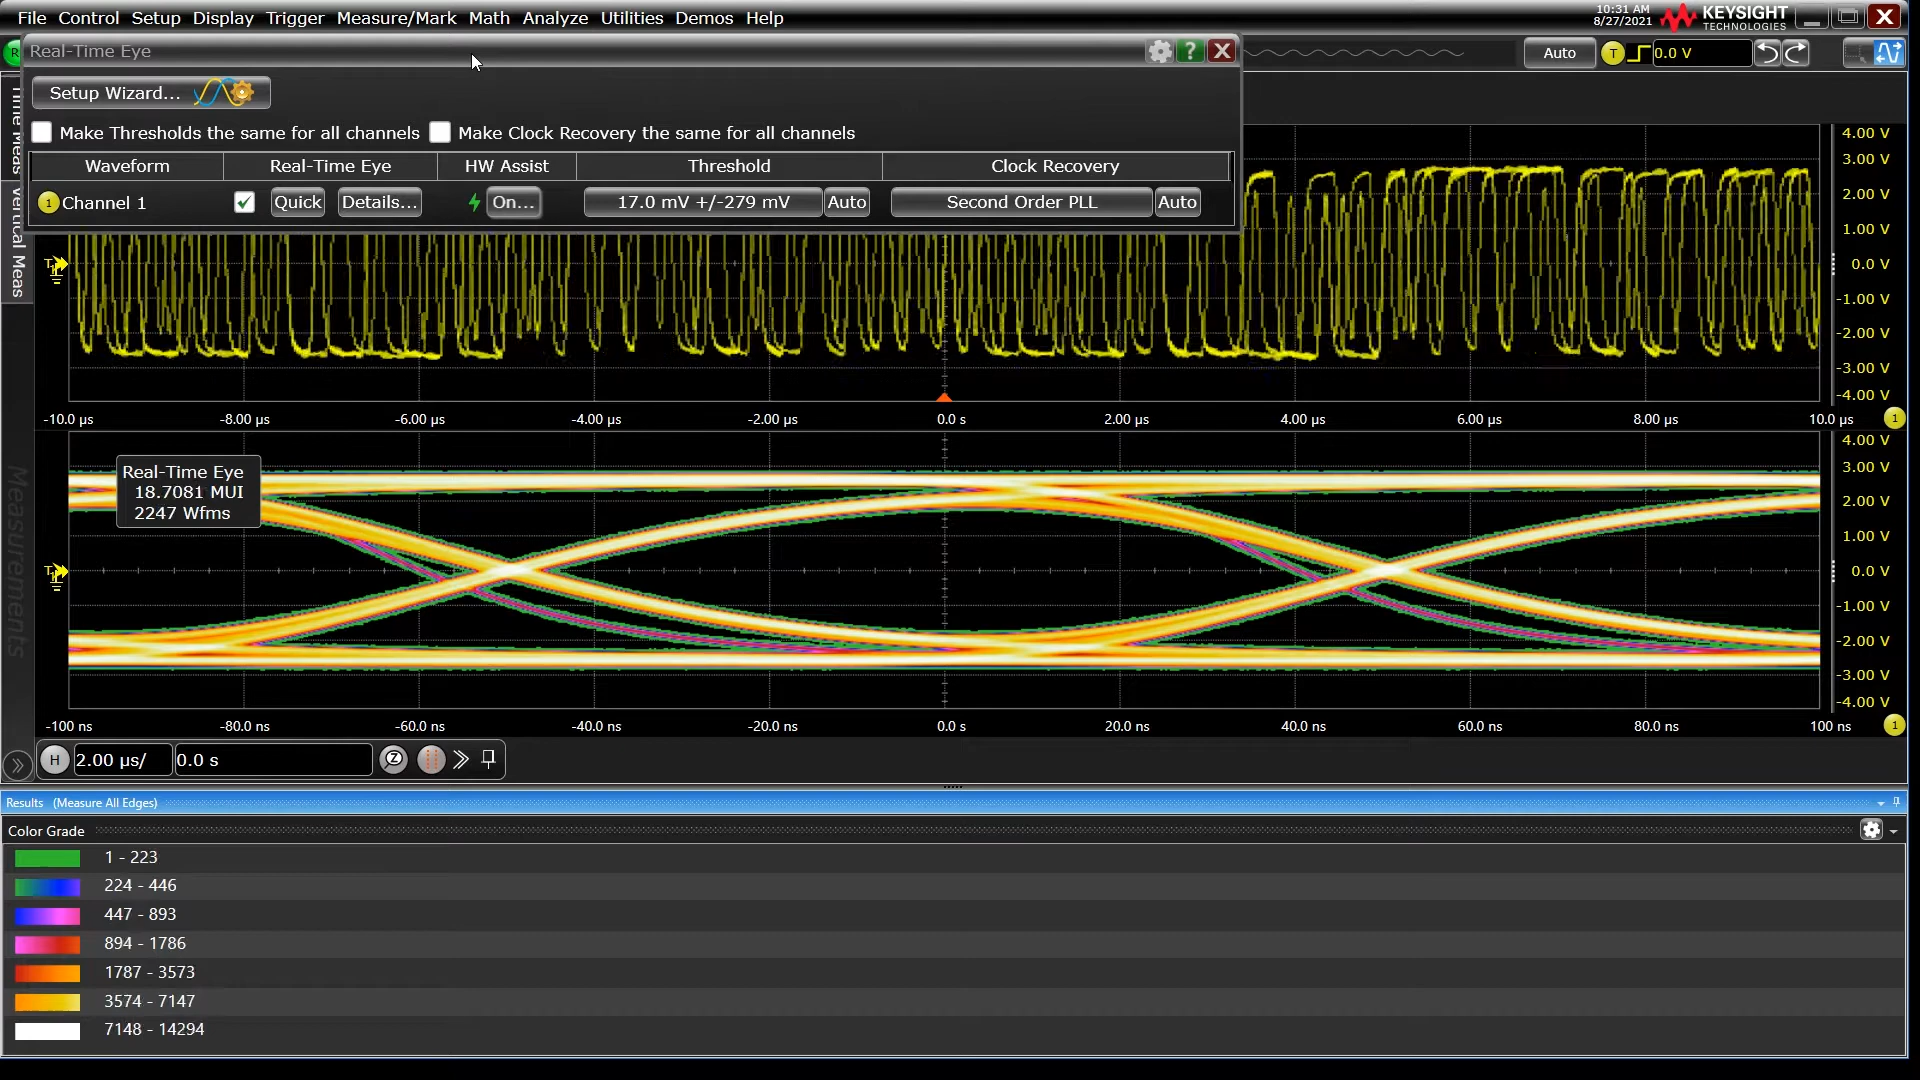 File Control Setup Display Trigger Measure/Mark Math Analyze Utilities Demos Help
10:31 AM
8/27/2021
KEYSIGHT
TECHNOLOGIES
Real-Time Eye
?
Auto
T
0.0 V
Setup Wizard...
Make Thresholds the same for all channels
Make Clock Recovery the same for all channels
Waveform Real-Time Eye HW Assist Threshold Clock Recovery
1 Channel 1 Quick Details... On... 17.0 mV +/-279 mV Auto Second Order PLL Auto
Time Meas
Vertical Meas
Measurements
4.00 V
3.00 V
2.00 V
1.00 V
0.0 V
-1.00 V
-2.00 V
-3.00 V
-4.00 V
-10.0 µs -8.00 µs -6.00 µs -4.00 µs -2.00 µs 0.0 s 2.00 µs 4.00 µs 6.00 µs 8.00 µs 10.0 µs 1
Real-Time Eye
18.7081 MUI
2247 Wfms
4.00 V
3.00 V
2.00 V
1.00 V
0.0 V
-1.00 V
-2.00 V
-3.00 V
-4.00 V
-100 ns -80.0 ns -60.0 ns -40.0 ns -20.0 ns 0.0 s 20.0 ns 40.0 ns 60.0 ns 80.0 ns 100 ns 1
H 2.00 µs/ 0.0 s Z
Results (Measure All Edges)
Color Grade
1 - 223
224 - 446
447 - 893
894 - 1786
1787 - 3573
3574 - 7147
7148 - 14294